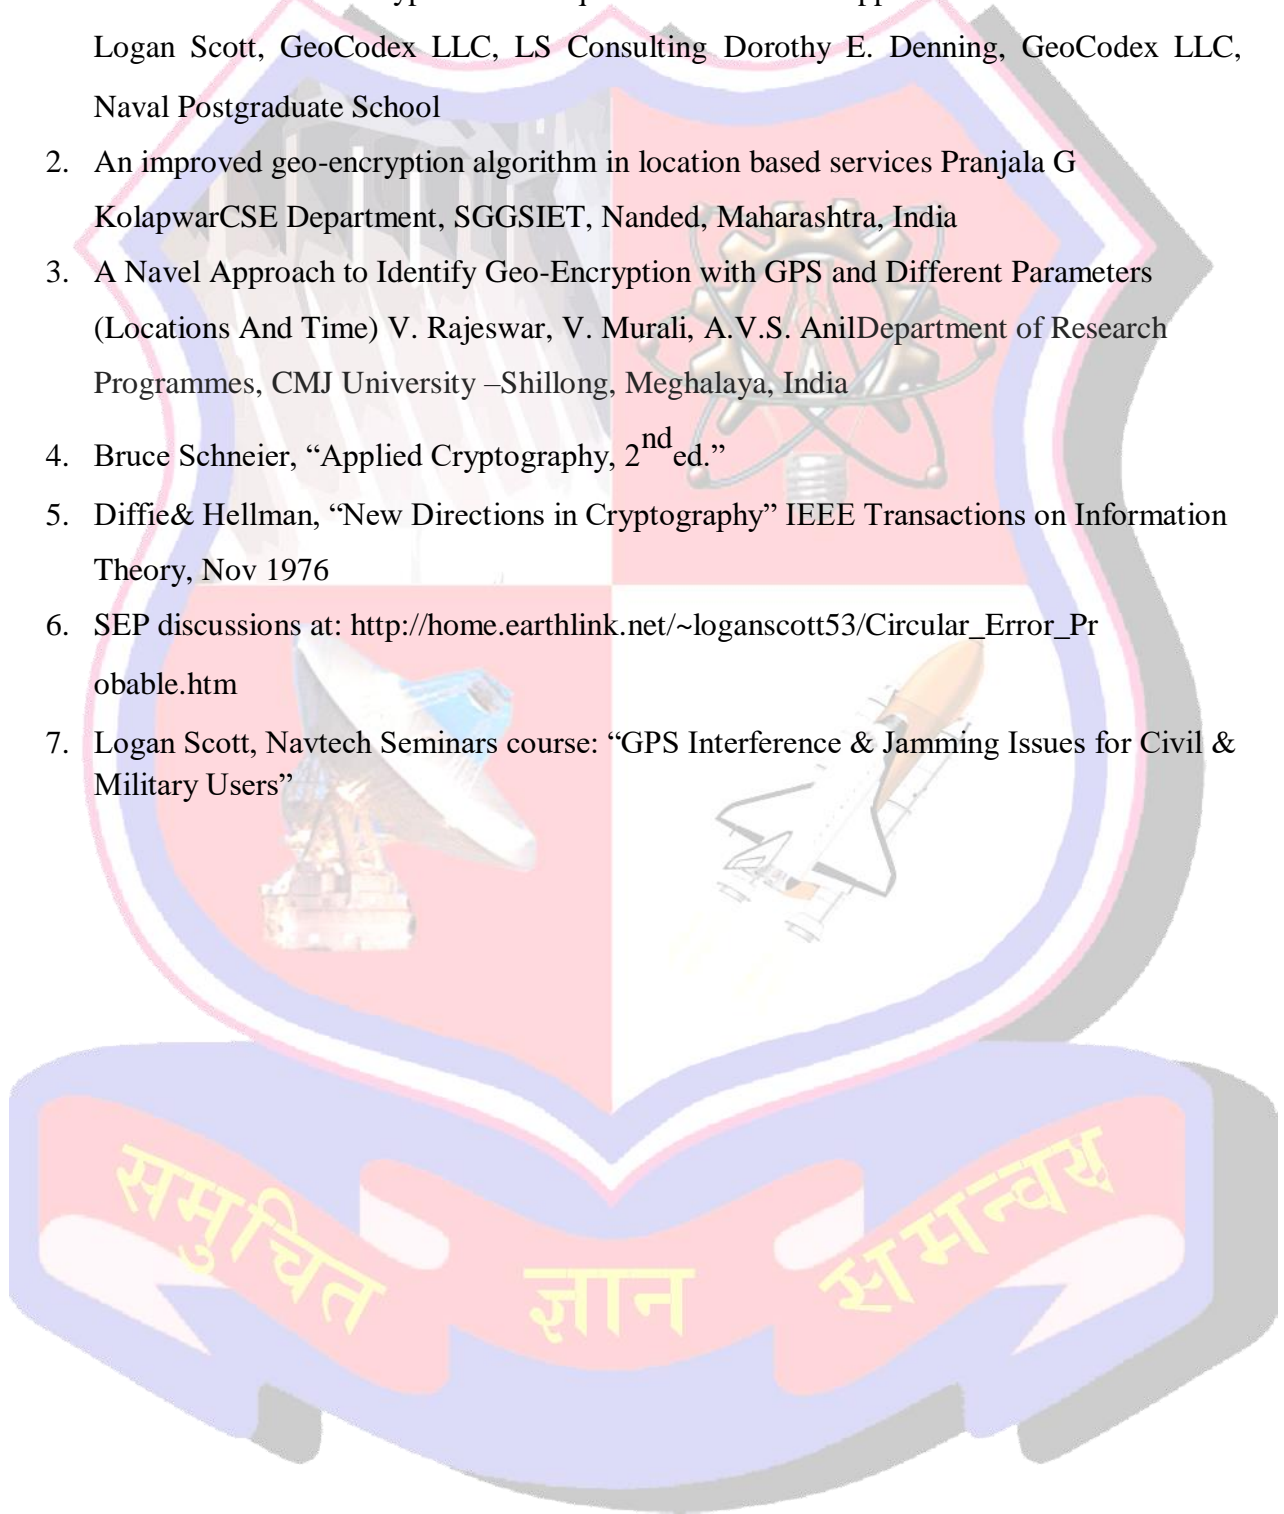 Logan Scott, GeoCodex LLC, LS Consulting Dorothy E. Denning, GeoCodex LLC,
Naval Postgraduate School
2. An improved geo-encryption algorithm in location based services Pranjala G
KolapwarCSE Department, SGGSIET, Nanded, Maharashtra, India
3. A Navel Approach to Identify Geo-Encryption with GPS and Different Parameters
(Locations And Time) V. Rajeswar, V. Murali, A.V.S. AnilDepartment of Research
Programmes, CMJ University –Shillong, Meghalaya, India
4. Bruce Schneier, “Applied Cryptography, 2nd ed.”
5. Diffie& Hellman, “New Directions in Cryptography” IEEE Transactions on Information
Theory, Nov 1976
6. SEP discussions at: http://home.earthlink.net/~loganscott53/Circular_Error_Pr
obable.htm
7. Logan Scott, Navtech Seminars course: “GPS Interference & Jamming Issues for Civil &
Military Users”
समुचित ज्ञान समन्वय